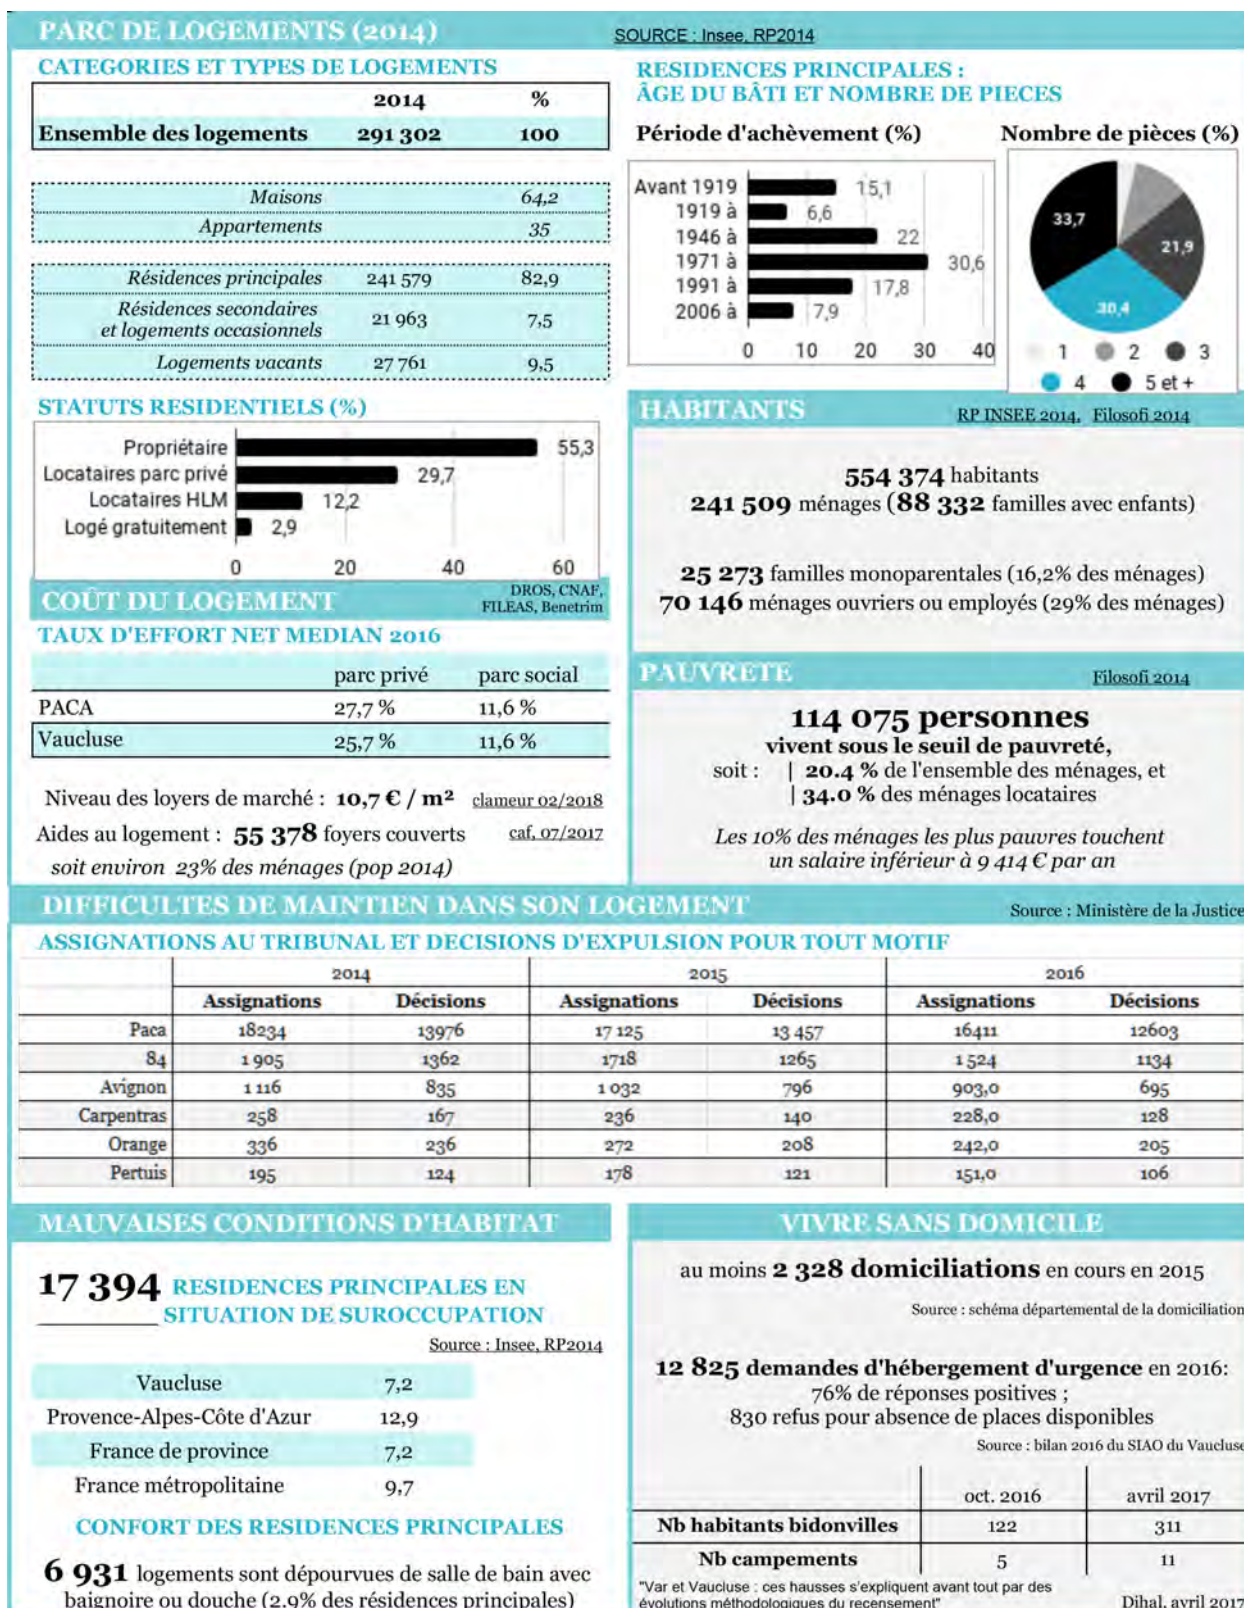 PARC DE LOGEMENTS (2014)
SOURCE : Insee, RP2014
CATEGORIES ET TYPES DE LOGEMENTS
2014 %
Ensemble des logements 291 302 100
Maisons 64,2
Appartements 35
Résidences principales 241 579 82,9
Résidences secondaires
et logements occasionnels 21 963 7,5
Logements vacants 27 761 9,5
STATUTS RESIDENTIELS (%)
Propriétaire 55,3
Locataires parc privé 29,7
Locataires HLM 12,2
Logé gratuitement 2,9
0 20 40 60
COÛT DU LOGEMENT
DROS, CNAF,
FILEAS, Benetrim
TAUX D'EFFORT NET MEDIAN 2016
parc privé parc social
PACA 27,7 % 11,6 %
Vaucluse 25,7 % 11,6 %
Niveau des loyers de marché : 10,7 € / m² clameur 02/2018
Aides au logement : 55 378 foyers couverts caf, 07/2017
soit environ 23% des ménages (pop 2014)
RESIDENCES PRINCIPALES :
ÂGE DU BÂTI ET NOMBRE DE PIECES
Période d'achèvement (%)
Avant 1919 15,1
1919 à 6,6
1946 à 22
1971 à 30,6
1991 à 17,8
2006 à 7,9
0 10 20 30 40
Nombre de pièces (%)
33,7
21,9
30,4
1 2 3
4 5 et +
HABITANTS
RP INSEE 2014, Filosofi 2014
554 374 habitants
241 509 ménages (88 332 familles avec enfants)
25 273 familles monoparentales (16,2% des ménages)
70 146 ménages ouvriers ou employés (29% des ménages)
PAUVRETE
Filosofi 2014
114 075 personnes
vivent sous le seuil de pauvreté,
soit : | 20.4 % de l'ensemble des ménages, et
| 34.0 % des ménages locataires
Les 10% des ménages les plus pauvres touchent
un salaire inférieur à 9 414 € par an
DIFFICULTES DE MAINTIEN DANS SON LOGEMENT
Source : Ministère de la Justice
ASSIGNATIONS AU TRIBUNAL ET DECISIONS D'EXPULSION POUR TOUT MOTIF
2014 2015 2016
Assignations Décisions Assignations Décisions Assignations Décisions
Paca 18234 13976 17 125 13 457 16411 12603
84 1 905 1362 1718 1265 1 524 1134
Avignon 1 116 835 1 032 796 903,0 695
Carpentras 258 167 236 140 228,0 128
Orange 336 236 272 208 242,0 205
Pertuis 195 124 178 121 151,0 106
MAUVAISES CONDITIONS D'HABITAT
17 394 RESIDENCES PRINCIPALES EN
SITUATION DE SUROCCUPATION
Source : Insee, RP2014
Vaucluse 7,2
Provence-Alpes-Côte d'Azur 12,9
France de province 7,2
France métropolitaine 9,7
CONFORT DES RESIDENCES PRINCIPALES
6 931 logements sont dépourvues de salle de bain avec
baignoire ou douche (2,9% des résidences principales)
VIVRE SANS DOMICILE
au moins 2 328 domiciliations en cours en 2015
Source : schéma départemental de la domiciliation
12 825 demandes d'hébergement d'urgence en 2016:
76% de réponses positives ;
830 refus pour absence de places disponibles
Source : bilan 2016 du SIAO du Vaucluse
oct. 2016 avril 2017
Nb habitants bidonvilles 122 311
Nb campements 5 11
"Var et Vaucluse : ces hausses s'expliquent avant tout par des
évolutions méthodologiques du recensement"
Dihal, avril 2017